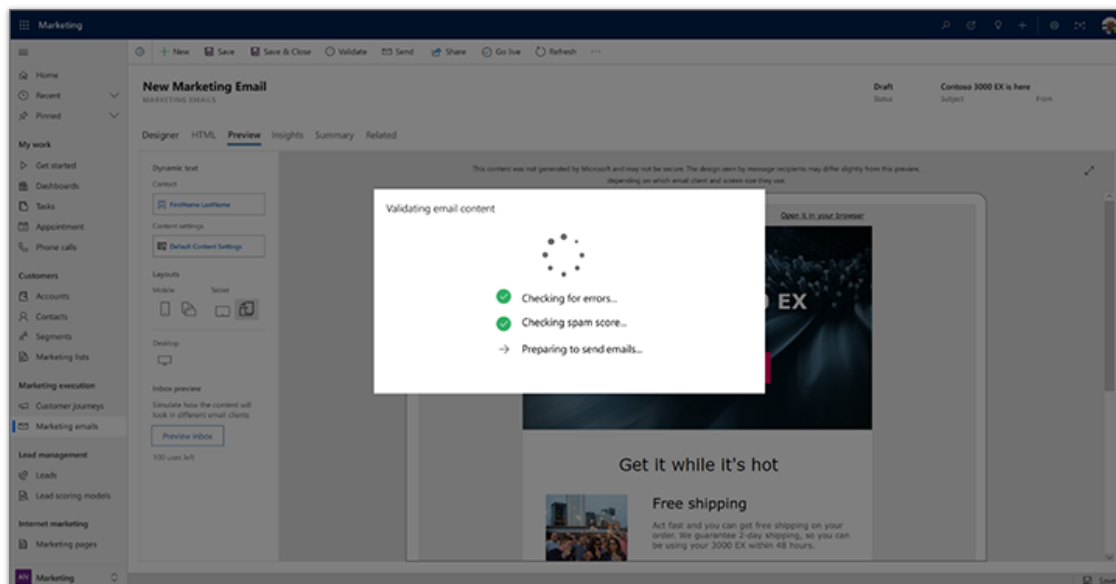 Marketing
New Save Save & Close Validate Send Share Go live Refresh ...
Home
Recent
Pinned
My work
Get started
Dashboards
Tasks
Appointment
Phone calls
Customers
Accounts
Contacts
Segments
Marketing lists
Marketing execution
Customer journeys
Marketing emails
Lead management
Leads
Lead scoring models
Internet marketing
Marketing pages
AN Marketing
New Marketing Email
MARKETING EMAILS
Draft
Status
Contoso 3000 EX is here
Subject
From
Designer HTML Preview Insights Summary Related
Dynamic text
Contact
FirstName LastName
Content settings
Default Content Settings
Layouts
Mobile Tablet
Desktop
Inbox preview
Simulate how the content will
look in different email clients
Preview inbox
100 uses left
This content was not generated by Microsoft and may not be secure. The design seen by message recipients may differ slightly from this preview,
depending on which email client and screen size they use.
Validating email content
Checking for errors...
Checking spam score...
Preparing to send emails...
Open it in your browser
EX
Get it while it's hot
Free shipping
Act fast and you can get free shipping on your
order. We guarantee 2-day shipping, so you can
be using your 3000 EX within 48 hours.